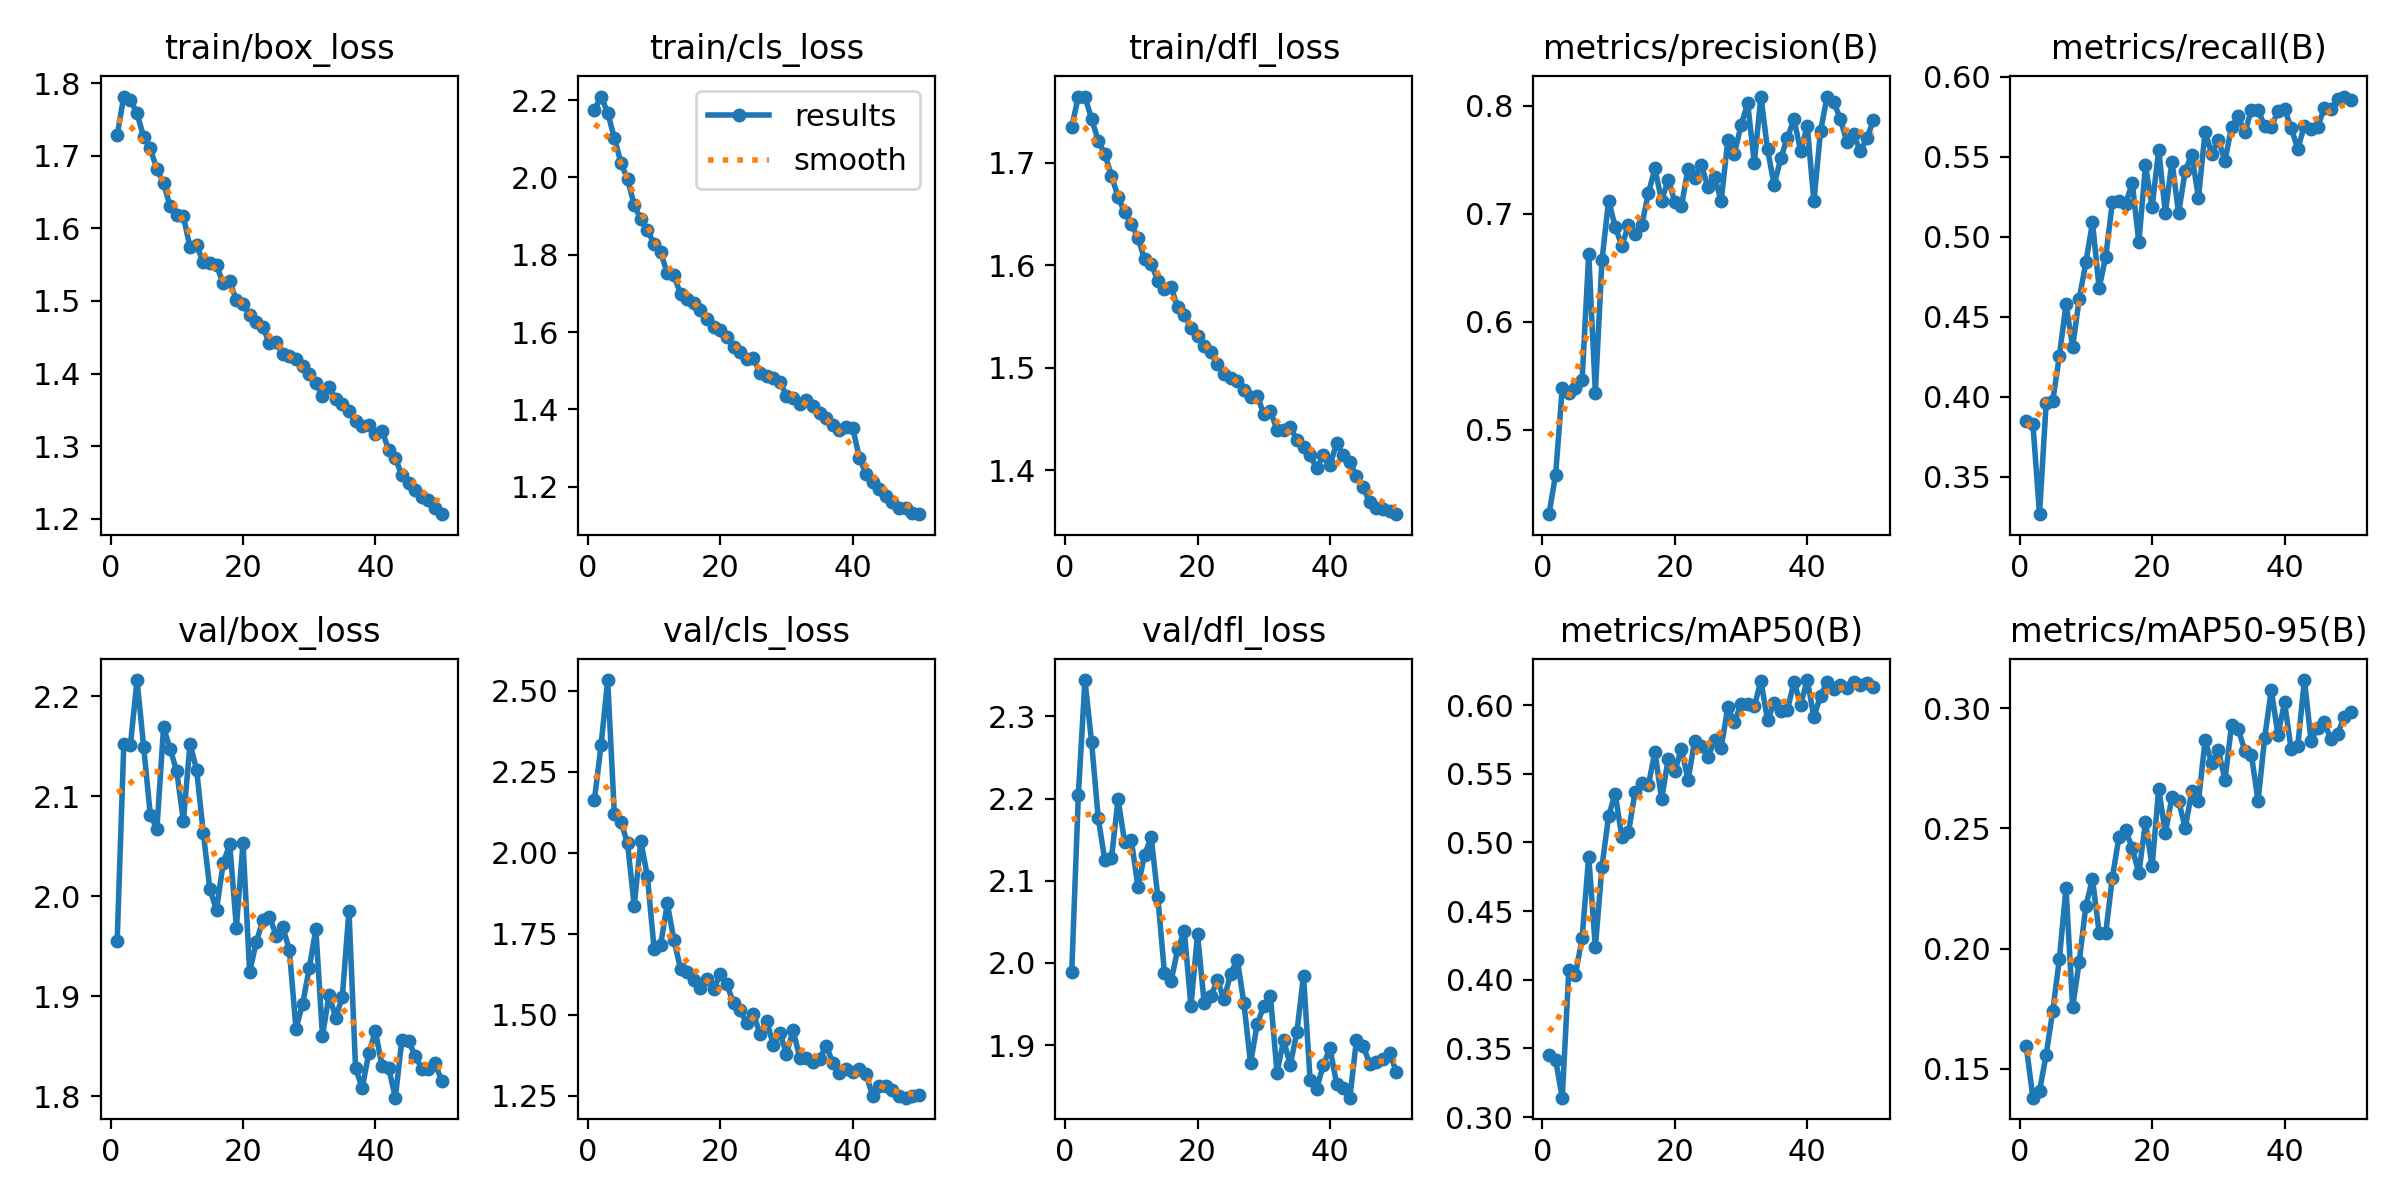 train/box_loss
1.8
1.7
1.6
1.5
1.4
1.3
1.2
0 20 40
train/cls_loss
results
smooth
2.2
2.0
1.8
1.6
1.4
1.2
0 20 40
train/dfl_loss
1.7
1.6
1.5
1.4
0 20 40
metrics/precision(B)
0.8
0.7
0.6
0.5
0 20 40
metrics/recall(B)
0.60
0.55
0.50
0.45
0.40
0.35
0 20 40
val/box_loss
2.2
2.1
2.0
1.9
1.8
0 20 40
val/cls_loss
2.50
2.25
2.00
1.75
1.50
1.25
0 20 40
val/dfl_loss
2.3
2.2
2.1
2.0
1.9
0 20 40
metrics/mAP50(B)
0.60
0.55
0.50
0.45
0.40
0.35
0.30
0 20 40
metrics/mAP50-95(B)
0.30
0.25
0.20
0.15
0 20 40